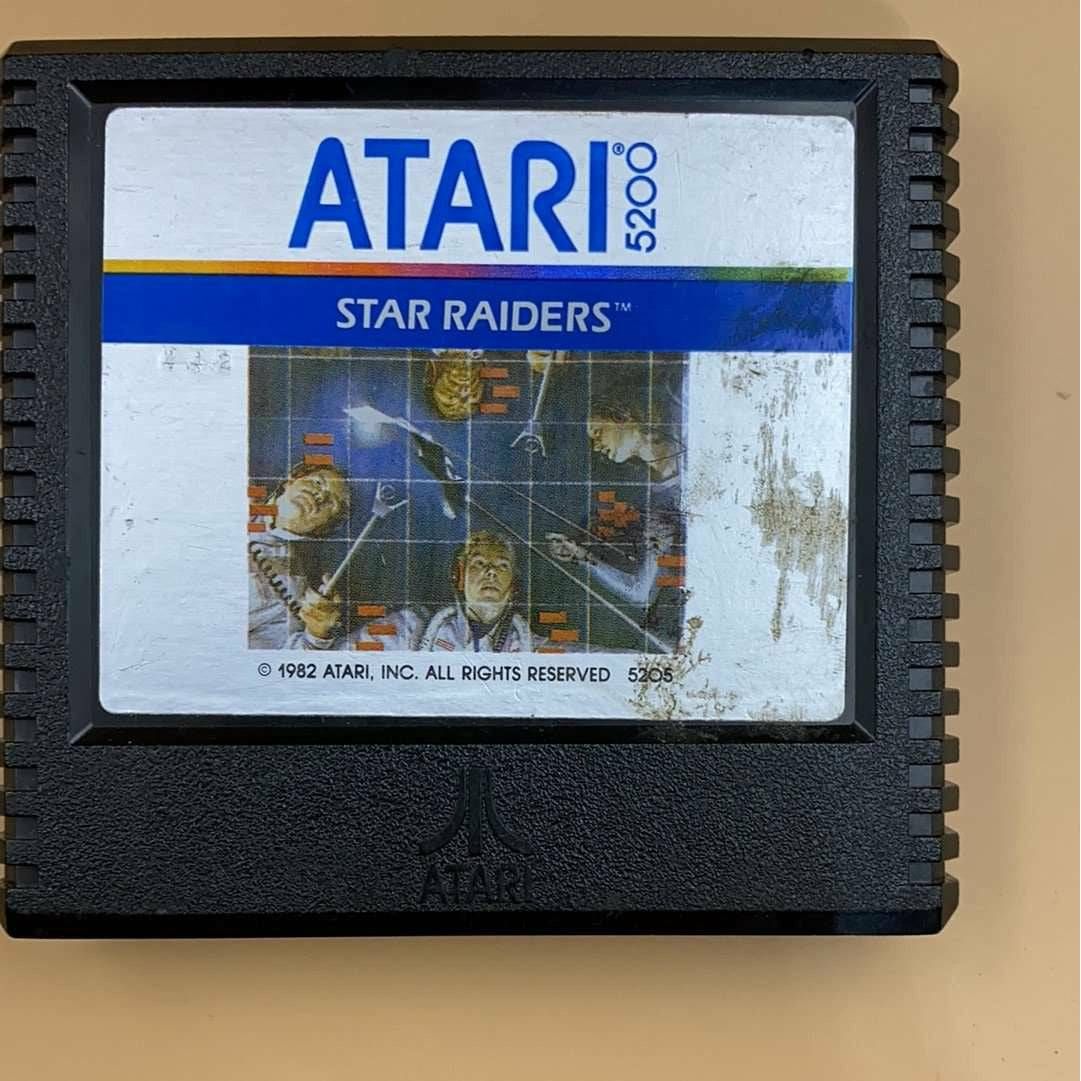 ATARI® 5200
STAR RAIDERS™
© 1982 ATARI, INC. ALL RIGHTS RESERVED 5205
ATARI